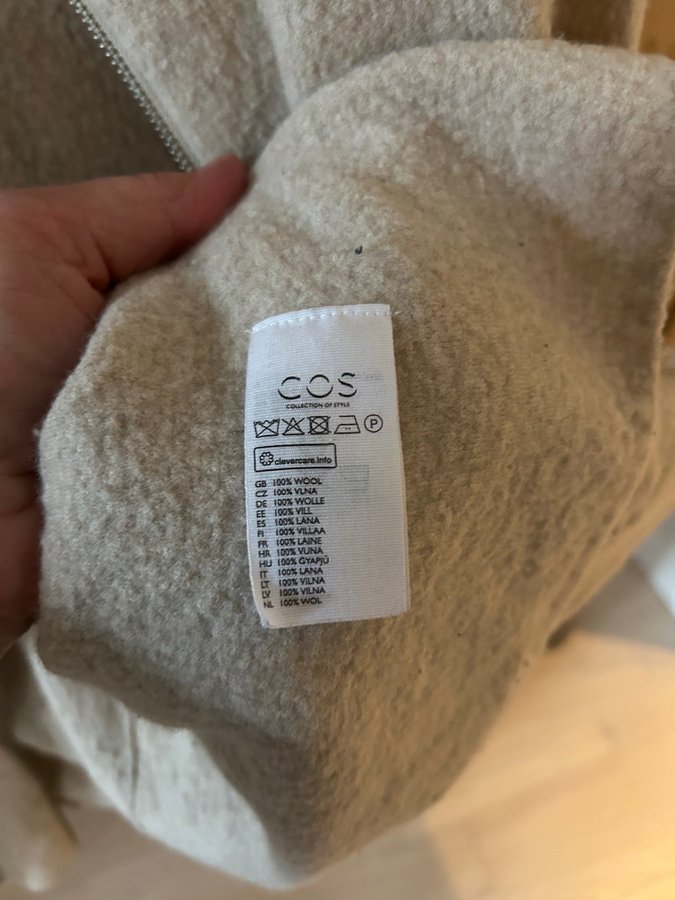 COS
COLLECTION OF STYLE
P
clevercare.info
GB 100% WOOL
CZ 100% VLNA
DE 100% WOLLE
EE 100% VILL
ES 100% LANA
FI 100% VILLAA
FR 100% LAINE
HR 100% VUNA
HU 100% GYAPJÚ
IT 100% LANA
LT 100% VILNA
LV 100% VILNA
NL 100% WOL